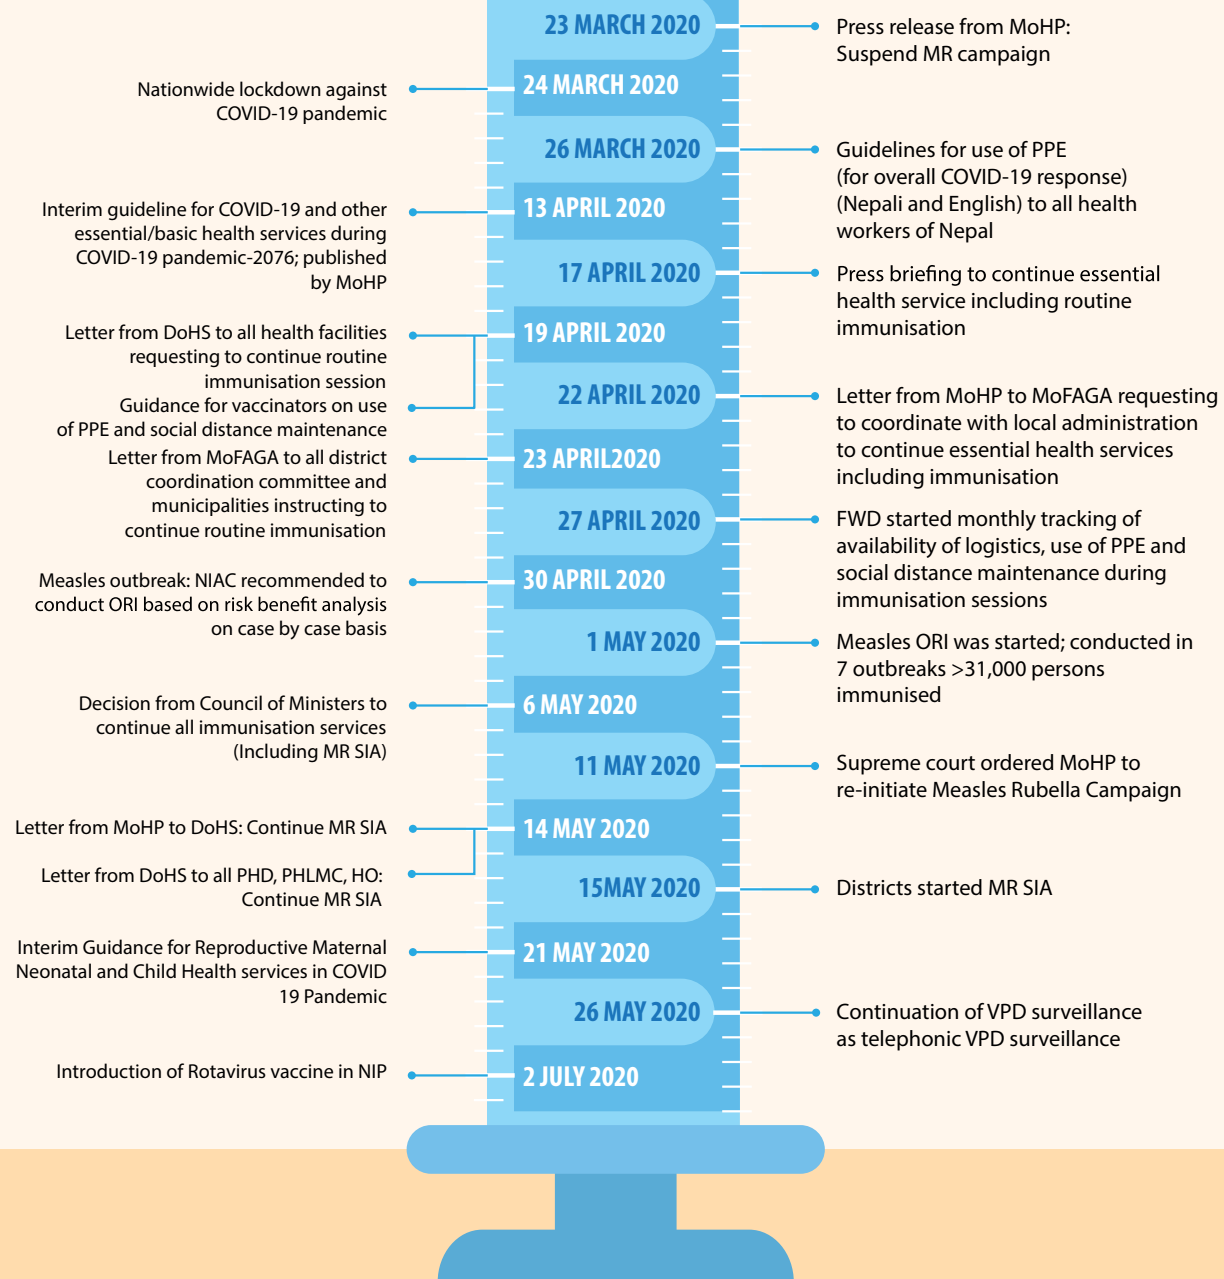 23 MARCH 2020
Press release from MoHP:
Suspend MR campaign
Nationwide lockdown against
COVID-19 pandemic
24 MARCH 2020
26 MARCH 2020
Guidelines for use of PPE
(for overall COVID-19 response)
(Nepali and English) to all health
workers of Nepal
Interim guideline for COVID-19 and other
essential/basic health services during
COVID-19 pandemic-2076; published
by MoHP
13 APRIL 2020
17 APRIL 2020
Press briefing to continue essential
health service including routine
immunisation
Letter from DoHS to all health facilities
requesting to continue routine
immunisation session
Guidance for vaccinators on use
of PPE and social distance maintenance
19 APRIL 2020
22 APRIL 2020
Letter from MoHP to MoFAGA requesting
to coordinate with local administration
to continue essential health services
including immunisation
Letter from MoFAGA to all district
coordination committee and
municipalities instructing to
continue routine immunisation
23 APRIL2020
27 APRIL 2020
FWD started monthly tracking of
availability of logistics, use of PPE and
social distance maintenance during
immunisation sessions
Measles outbreak: NIAC recommended to
conduct ORI based on risk benefit analysis
on case by case basis
30 APRIL 2020
1 MAY 2020
Measles ORI was started; conducted in
7 outbreaks >31,000 persons
immunised
Decision from Council of Ministers to
continue all immunisation services
(Including MR SIA)
6 MAY 2020
11 MAY 2020
Supreme court ordered MoHP to
re-initiate Measles Rubella Campaign
Letter from MoHP to DoHS: Continue MR SIA
Letter from DoHS to all PHD, PHLMC, HO:
Continue MR SIA
14 MAY 2020
15MAY 2020
Districts started MR SIA
Interim Guidance for Reproductive Maternal
Neonatal and Child Health services in COVID
19 Pandemic
21 MAY 2020
26 MAY 2020
Continuation of VPD surveillance
as telephonic VPD surveillance
Introduction of Rotavirus vaccine in NIP
2 JULY 2020